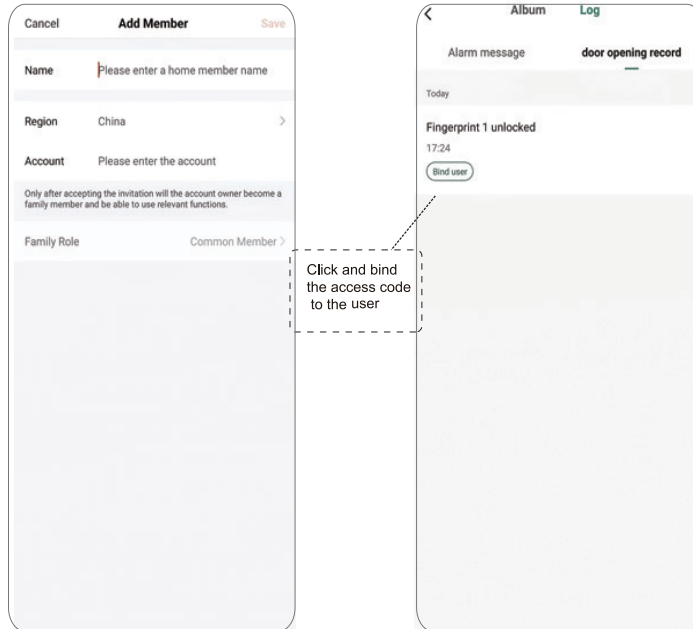 Cancel Add Member Save
Name Please enter a home member name
Region China
Account Please enter the account
Only after accepting the invitation will the account owner become a
family member and be able to use relevant functions.
Family Role Common Member
Click and bind
the access code
to the user
Album Log
Alarm message door opening record
Today
Fingerprint 1 unlocked
17:24
Bind user